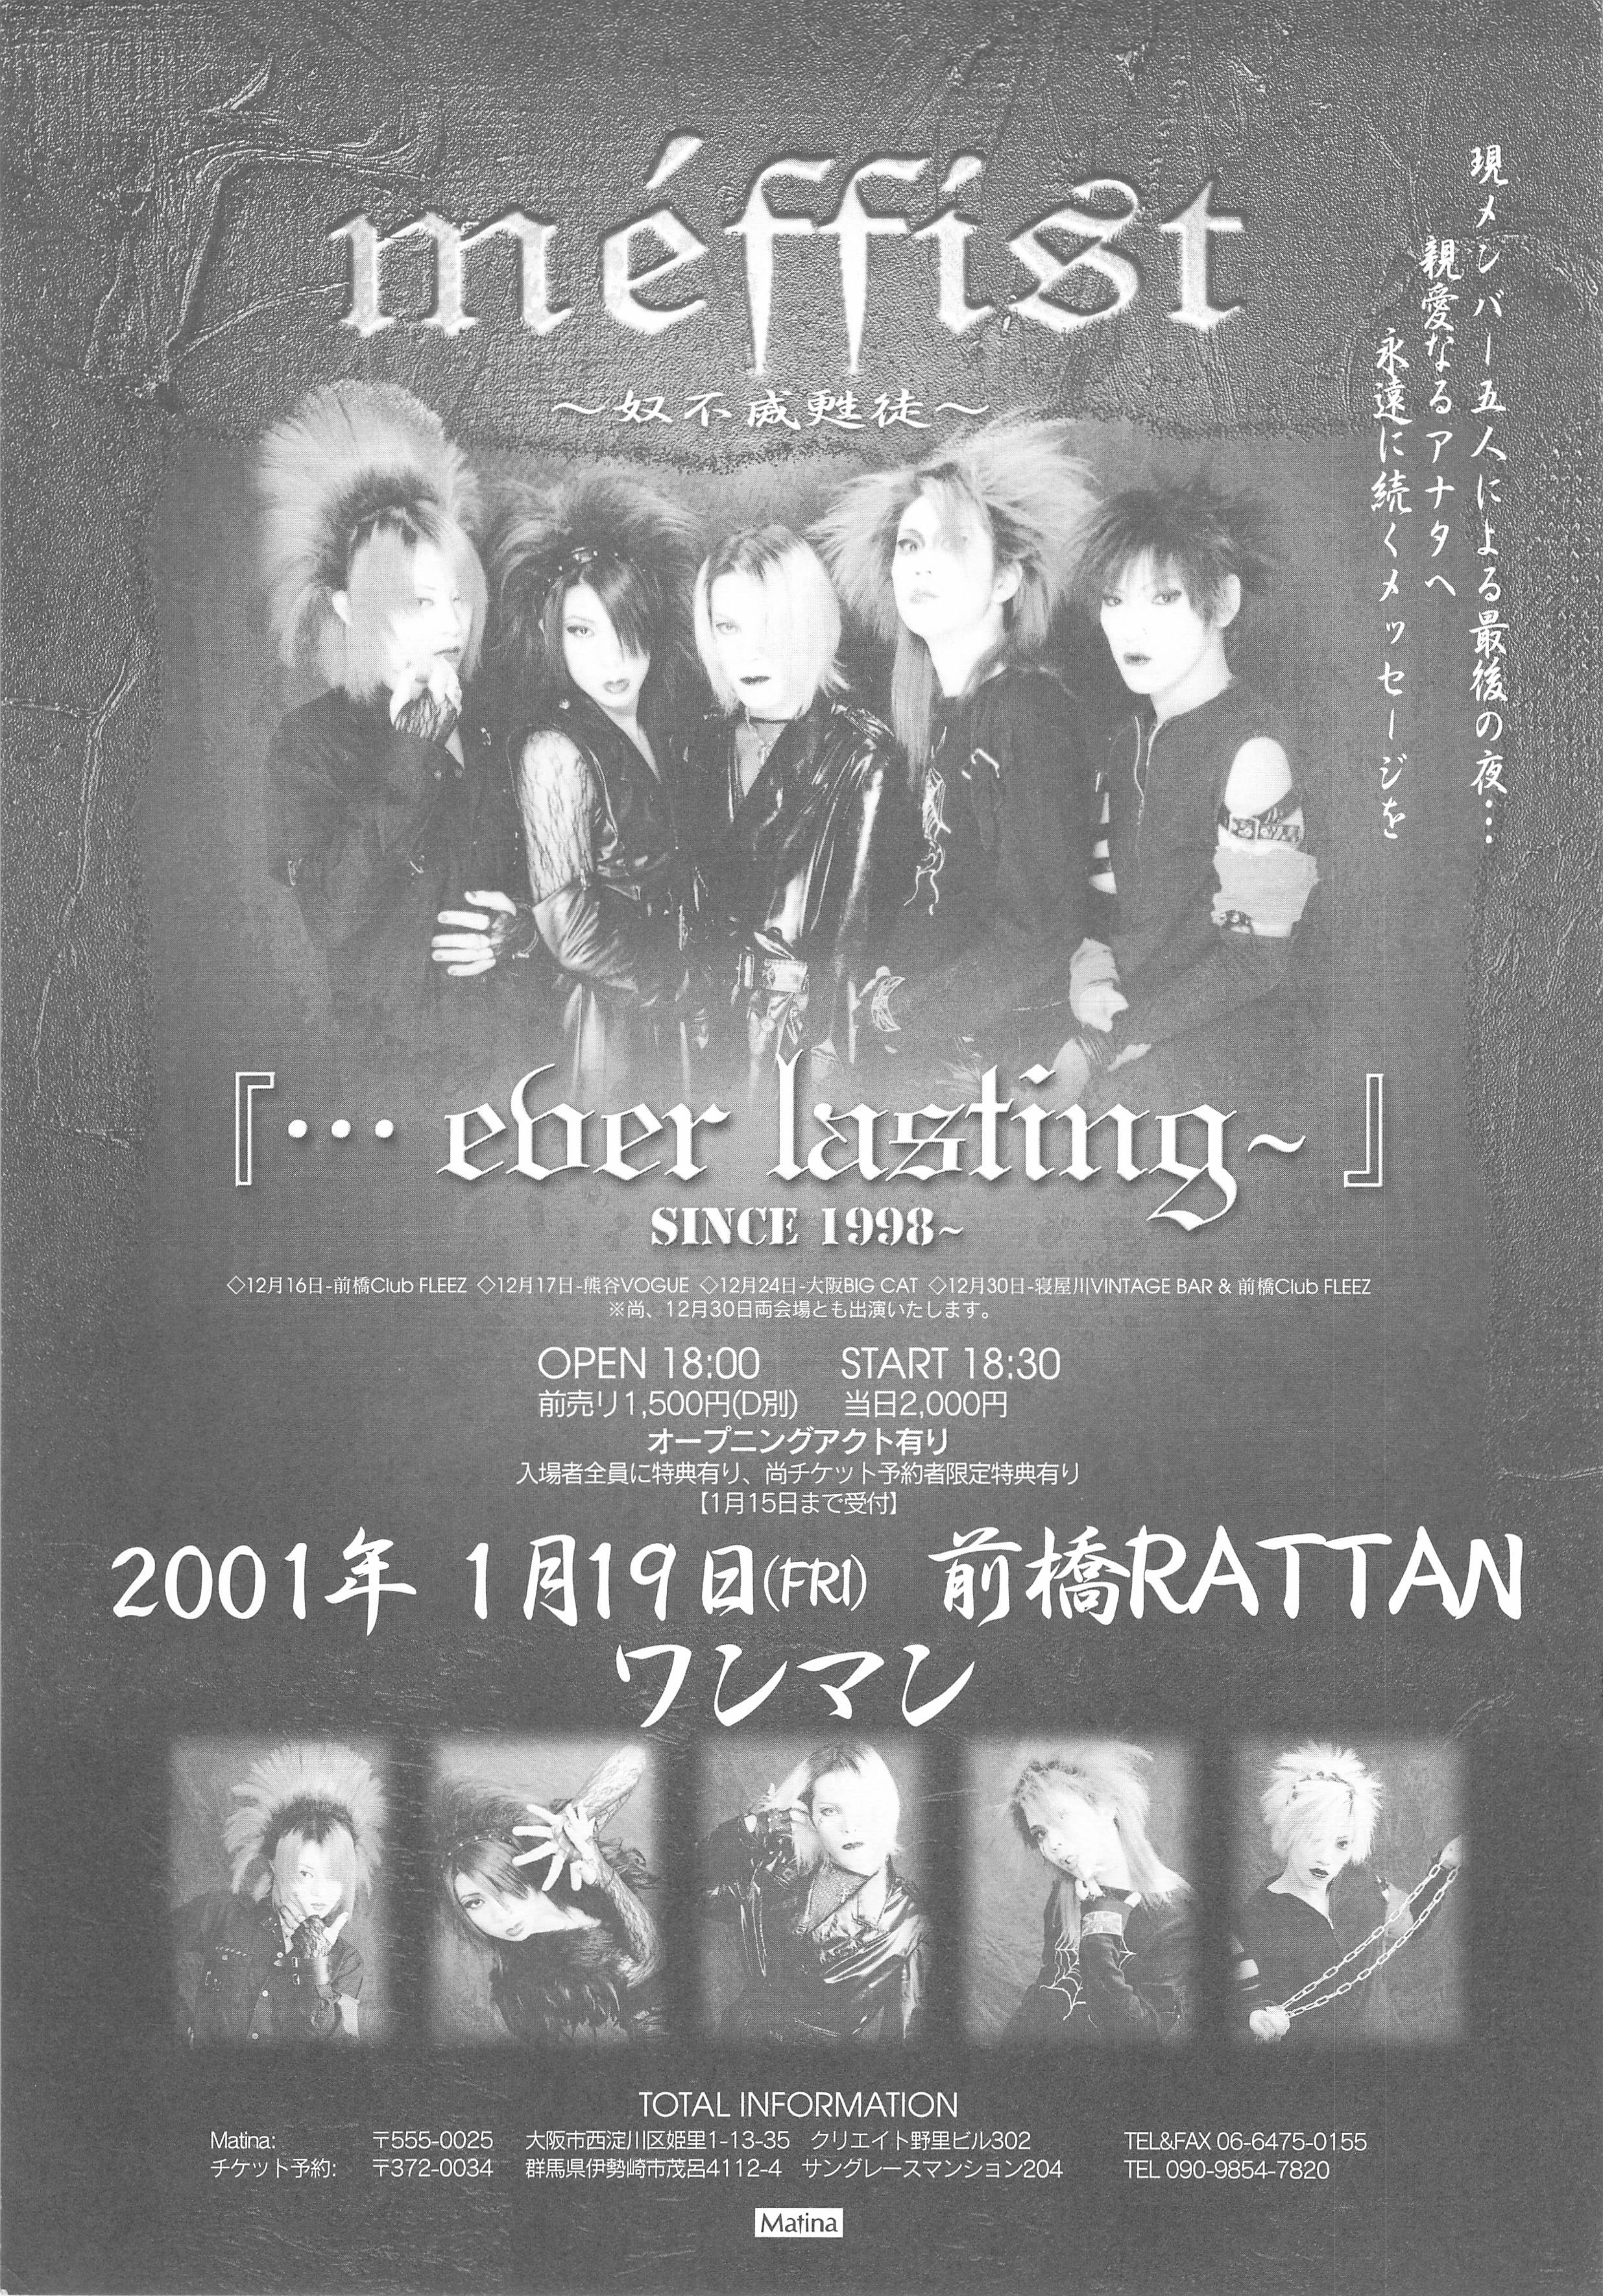 méffist
～奴不威甦徒～
現メンバー五人による最後の夜…
親愛なるアナタへ
永遠に続くメッセージを
『… ever lasting~』
SINCE 1998~
◇12月16日-前橋Club FLEEZ ◇12月17日-熊谷VOGUE ◇12月24日-大阪BIG CAT ◇12月30日-寝屋川VINTAGE BAR & 前橋Club FLEEZ
※尚、12月30日両会場とも出演いたします。
OPEN 18:00 START 18:30
前売り1,500円(D別) 当日2,000円
オープニングアクト有り
入場者全員に特典有り、尚チケット予約者限定特典有り
【1月15日まで受付】
2001年 1月19日(FRI) 前橋RATTAN
ワンマン
TOTAL INFORMATION
Matina: 〒555-0025 大阪市西淀川区姫里1-13-35 クリエイト野里ビル302 TEL&FAX 06-6475-0155
チケット予約: 〒372-0034 群馬県伊勢崎市茂呂4112-4 サングレースマンション204 TEL 090-9854-7820
Matina